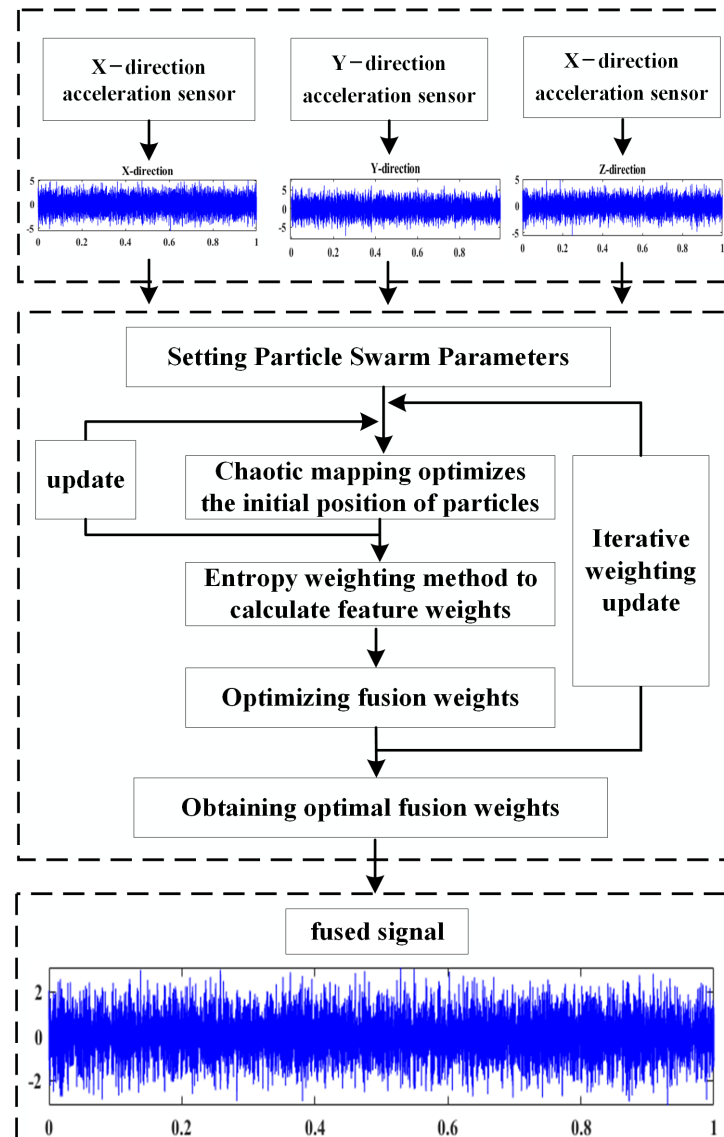 X－direction
acceleration sensor
Y－direction
acceleration sensor
X－direction
acceleration sensor
X-direction
5
0
-5
0 0.2 0.4 0.6 0.8 1
Y-direction
5
0
-5
0 0.2 0.4 0.6 0.8
Z-direction
5
0
-5
0 0.2 0.4 0.6 0.8 1
Setting Particle Swarm Parameters
update
Chaotic mapping optimizes
the initial position of particles
Iterative
weighting
update
Entropy weighting method to
calculate feature weights
Optimizing fusion weights
Obtaining optimal fusion weights
fused signal
2
0
-2
0 0.2 0.4 0.6 0.8 1